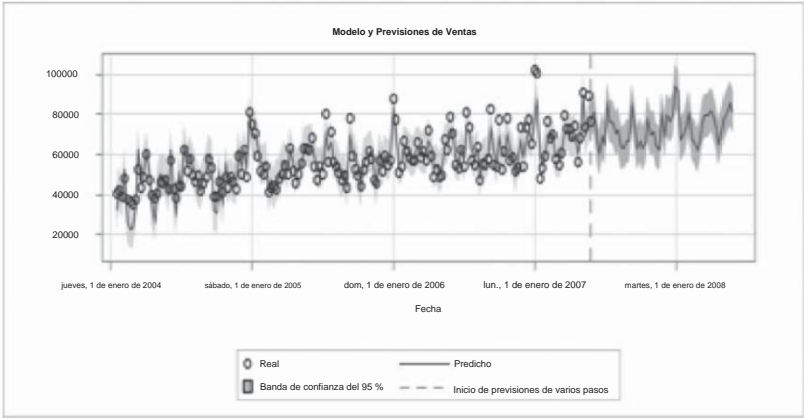 Modelo y Previsiones de Ventas
100000
80000
60000
40000
20000
jueves, 1 de enero de 2004
sábado, 1 de enero de 2005
dom, 1 de enero de 2006
lun., 1 de enero de 2007
martes, 1 de enero de 2008
Fecha
Real
Predicho
Banda de confianza del 95 %
Inicio de previsiones de varios pasos